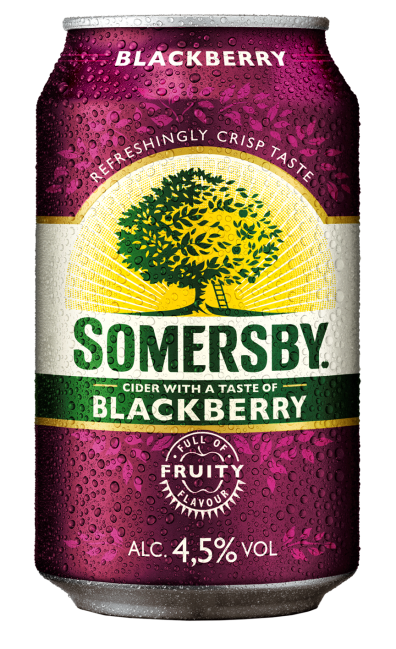 BLACKBERRY
REFRESHINGLY CRISP TASTE
SOMERSBY.
CIDER WITH A TASTE OF
BLACKBERRY
FULL OF
FRUITY
FLAVOUR
ALC. 4,5% VOL